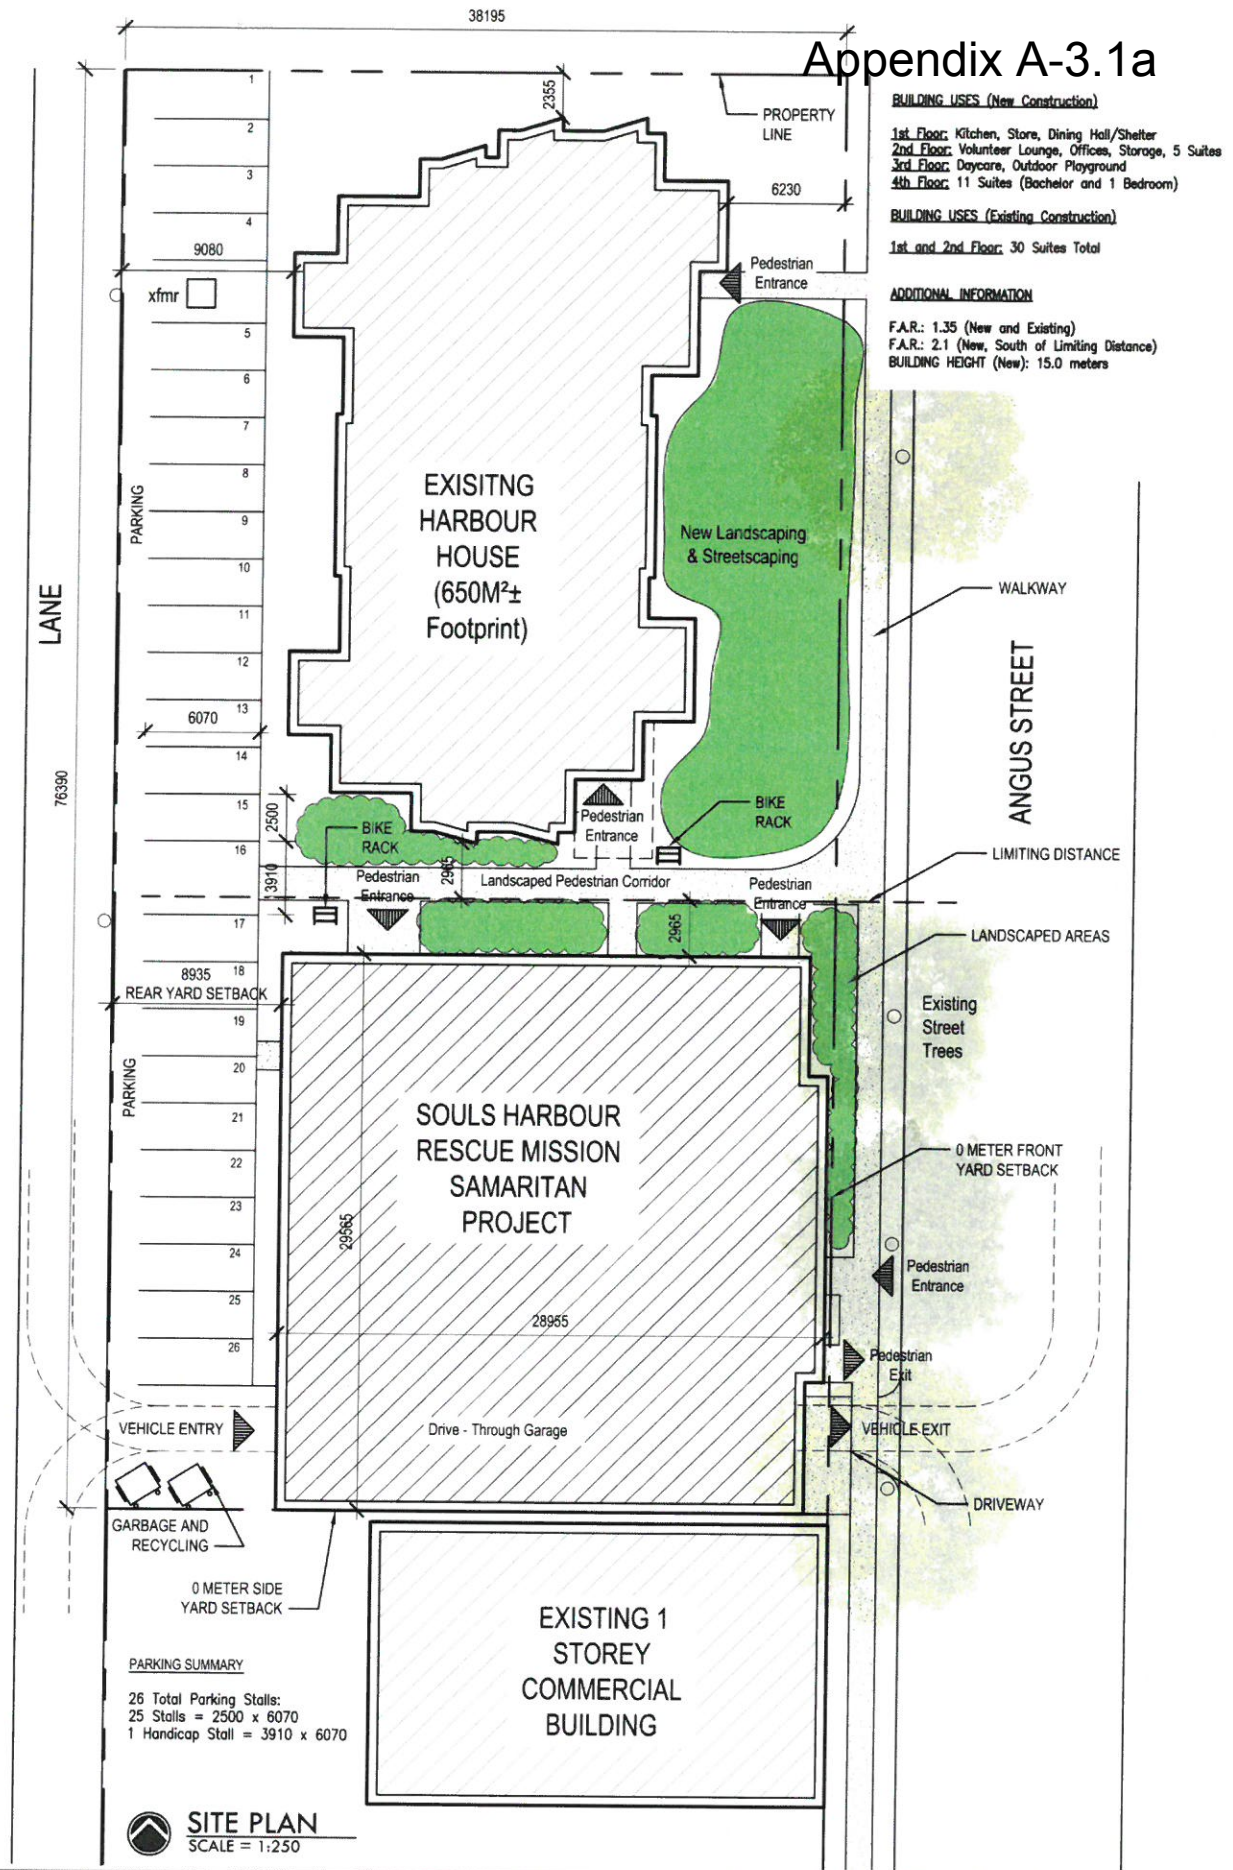 38195
Appendix A-3.1a
BUILDING USES (New Construction)
1st Floor: Kitchen, Store, Dining Hall/Shelter
2nd Floor: Volunteer Lounge, Offices, Storage, 5 Suites
3rd Floor: Daycare, Outdoor Playground
4th Floor: 11 Suites (Bachelor and 1 Bedroom)
BUILDING USES (Existing Construction)
1st and 2nd Floor: 30 Suites Total
ADDITIONAL INFORMATION
F.A.R.: 1.35 (New and Existing)
F.A.R.: 2.1 (New, South of Limiting Distance)
BUILDING HEIGHT (New): 15.0 meters
PROPERTY
LINE
2355
6230
9080
xfmr
1
2
3
4
5
6
7
8
9
10
11
12
13
14
15
16
17
18
19
20
21
22
23
24
25
26
Pedestrian
Entrance
PARKING
LANE
76390
EXISITNG
HARBOUR
HOUSE
(650M²±
Footprint)
New Landscaping
& Streetscaping
WALKWAY
ANGUS STREET
6070
2500
3910
BIKE
RACK
Pedestrian
Entrance
BIKE
RACK
LIMITING DISTANCE
Pedestrian
Entrance
2965
Landscaped Pedestrian Corridor
Pedestrian
Entrance
2965
LANDSCAPED AREAS
8935
REAR YARD SETBACK
PARKING
Existing
Street
Trees
SOULS HARBOUR
RESCUE MISSION
SAMARITAN
PROJECT
0 METER FRONT
YARD SETBACK
29565
28955
Pedestrian
Entrance
Pedestrian
Exit
VEHICLE ENTRY
Drive - Through Garage
VEHICLE EXIT
DRIVEWAY
GARBAGE AND
RECYCLING
0 METER SIDE
YARD SETBACK
EXISTING 1
STOREY
COMMERCIAL
BUILDING
PARKING SUMMARY
26 Total Parking Stalls:
25 Stalls = 2500 x 6070
1 Handicap Stall = 3910 x 6070
SITE PLAN
SCALE = 1:250